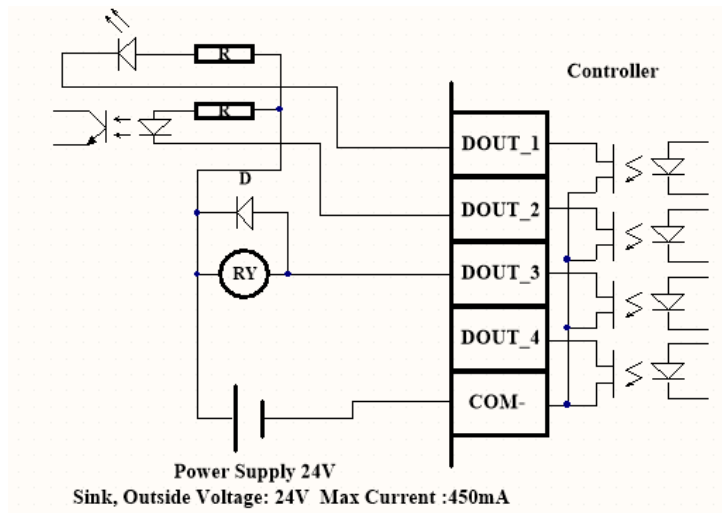 R
Controller
R
DOUT_1
D
DOUT_2
RY
DOUT_3
DOUT_4
COM-
Power Supply 24V
Sink, Outside Voltage: 24V Max Current :450mA